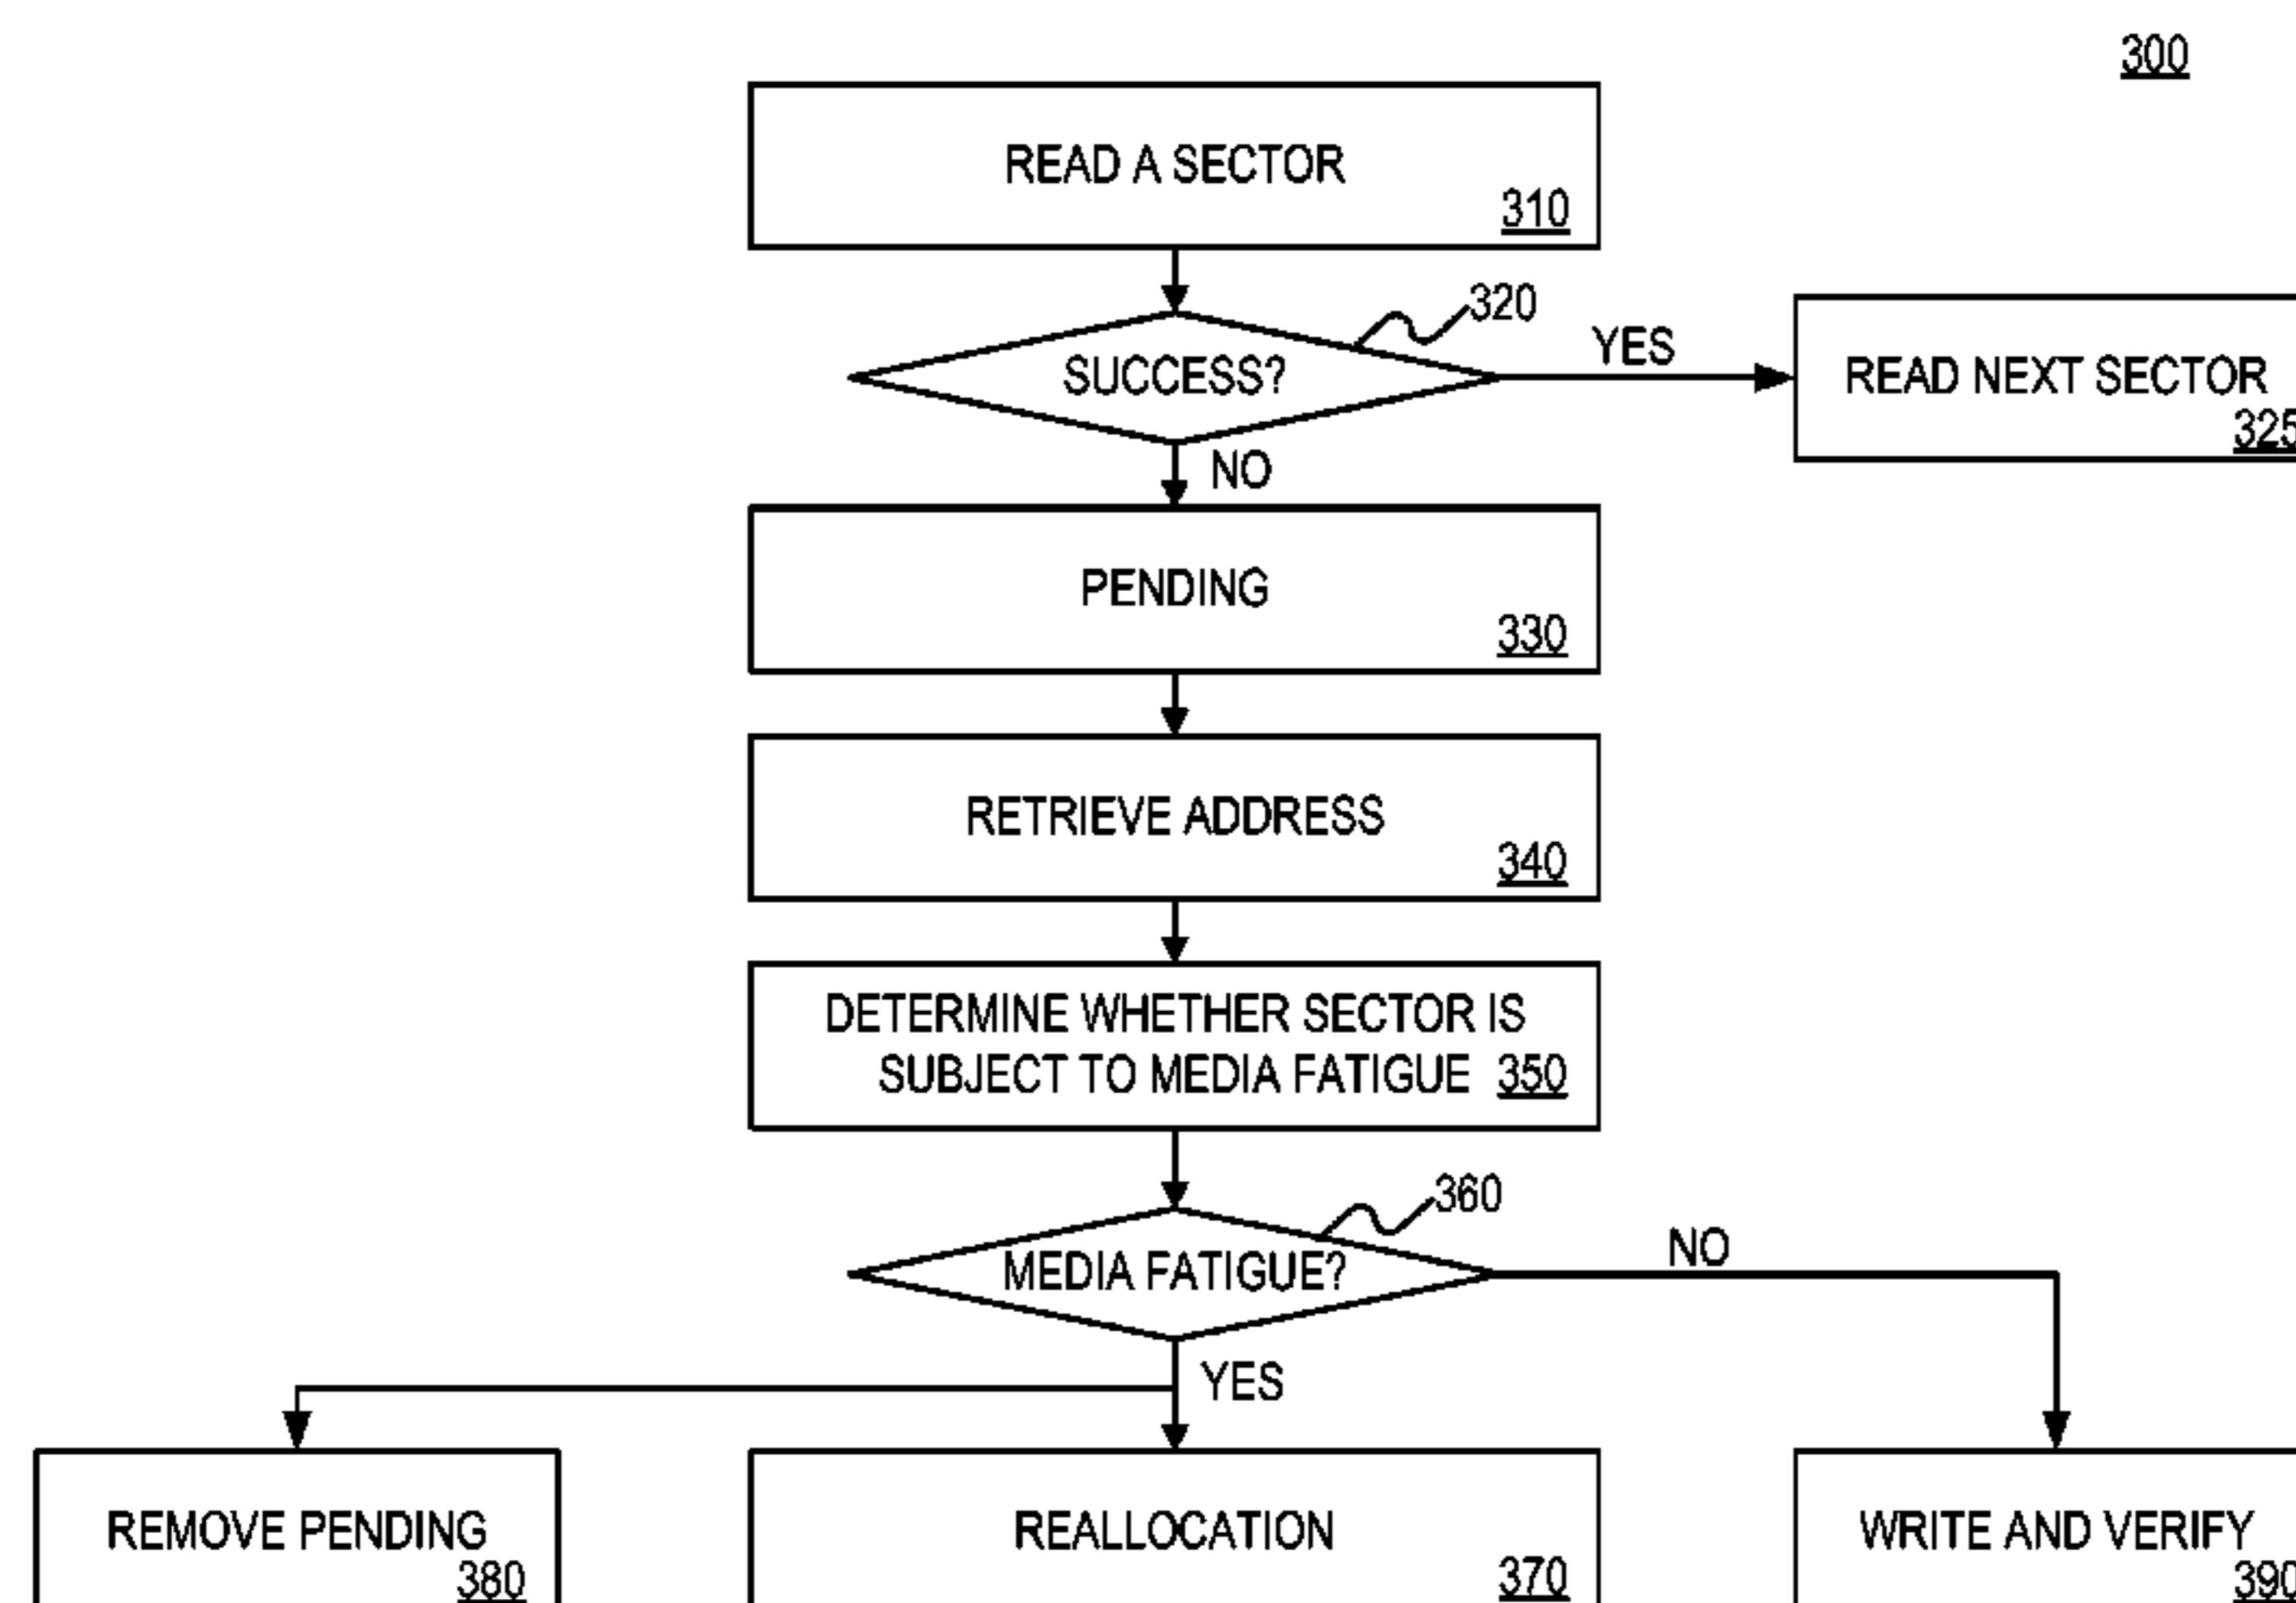 300
READ A SECTOR
310
320
SUCCESS?
YES
READ NEXT SECTOR
325
NO
PENDING
330
RETRIEVE ADDRESS
340
DETERMINE WHETHER SECTOR IS
SUBJECT TO MEDIA FATIGUE 350
360
MEDIA FATIGUE?
NO
YES
REMOVE PENDING
380
REALLOCATION
370
WRITE AND VERIFY
390